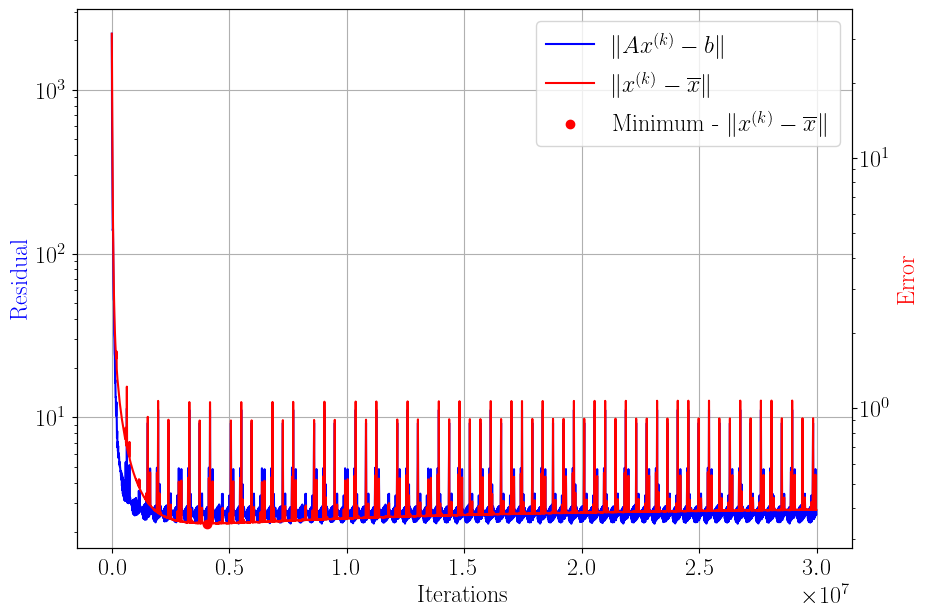 ‖Ax^{(k)} − b‖
‖x^{(k)} − x̅‖
Minimum - ‖x^{(k)} − x̅‖
10^3
10^2
10^1
Residual
10^1
10^0
Error
0.0 0.5 1.0 1.5 2.0 2.5 3.0
Iterations
×10^7